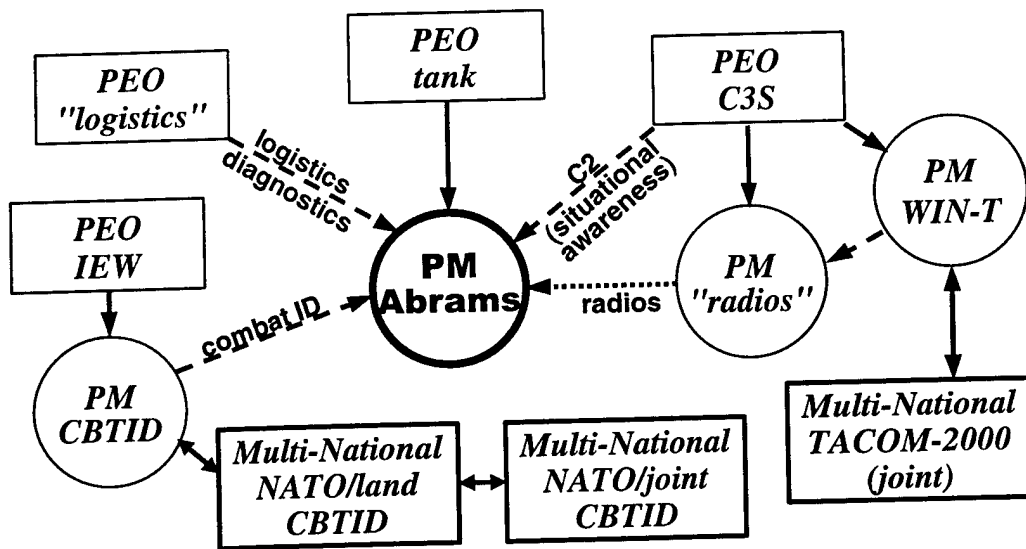 PEO
"logistics"
PEO
tank
PEO
C3S
logistics
diagnostics
C2
(situational
awareness)
PM
WIN-T
PEO
IEW
PM
Abrams
radios
PM
"radios"
combat ID
PM
CBTID
Multi-National
NATO/land
CBTID
Multi-National
NATO/joint
CBTID
Multi-National
TACOM-2000
(joint)